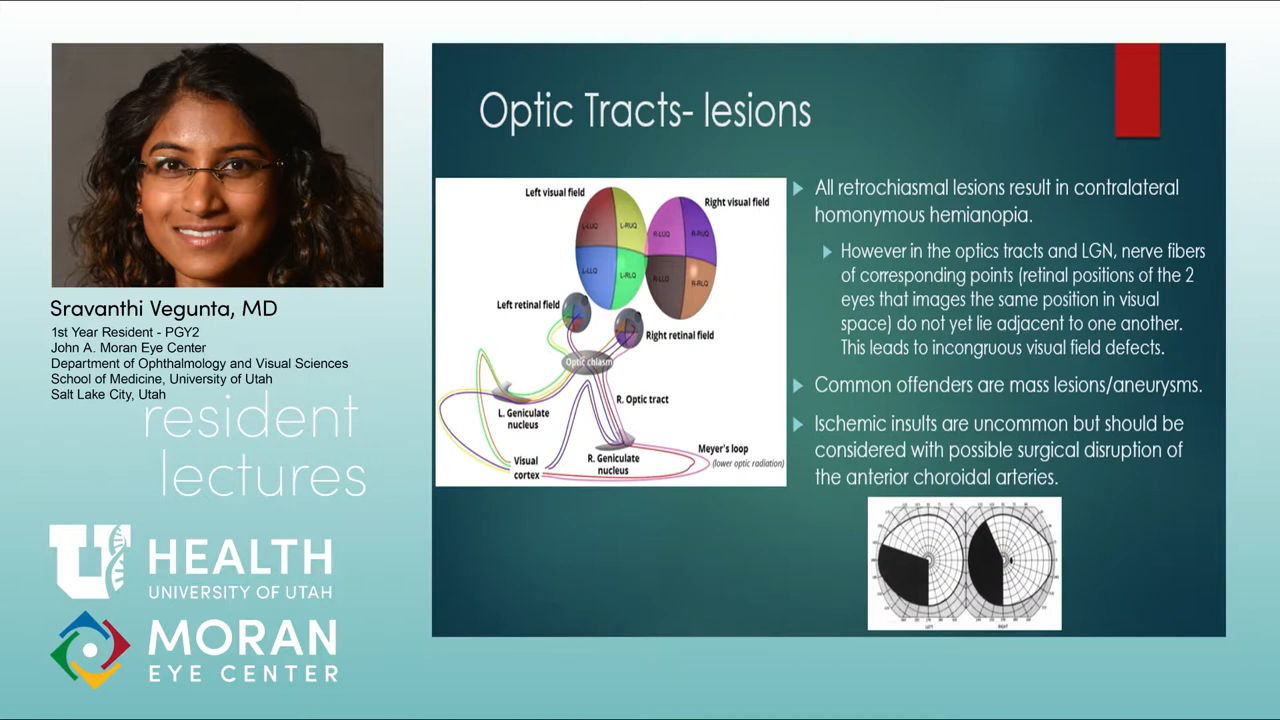 Sravanthi Vegunta, MD
1st Year Resident - PGY2
John A. Moran Eye Center
Department of Ophthalmology and Visual Sciences
School of Medicine, University of Utah
Salt Lake City, Utah
resident
lectures
U
HEALTH
UNIVERSITY OF UTAH
MORAN
EYE CENTER
Optic Tracts- lesions
Left visual field
Right visual field
L-LUQ
L-RUQ
R-LUQ
R-RUQ
L-LLQ
L-RLQ
R-LLQ
R-RLQ
Left retinal field
Right retinal field
Optic chiasm
R. Optic tract
L. Geniculate
nucleus
R. Geniculate
nucleus
Meyer's loop
(lower optic radiation)
Visual
cortex
All retrochiasmal lesions result in contralateral
homonymous hemianopia.
However in the optics tracts and LGN, nerve fibers
of corresponding points (retinal positions of the 2
eyes that images the same position in visual
space) do not yet lie adjacent to one another.
This leads to incongruous visual field defects.
Common offenders are mass lesions/aneurysms.
Ischemic insults are uncommon but should be
considered with possible surgical disruption of
the anterior choroidal arteries.
LEFT
RIGHT